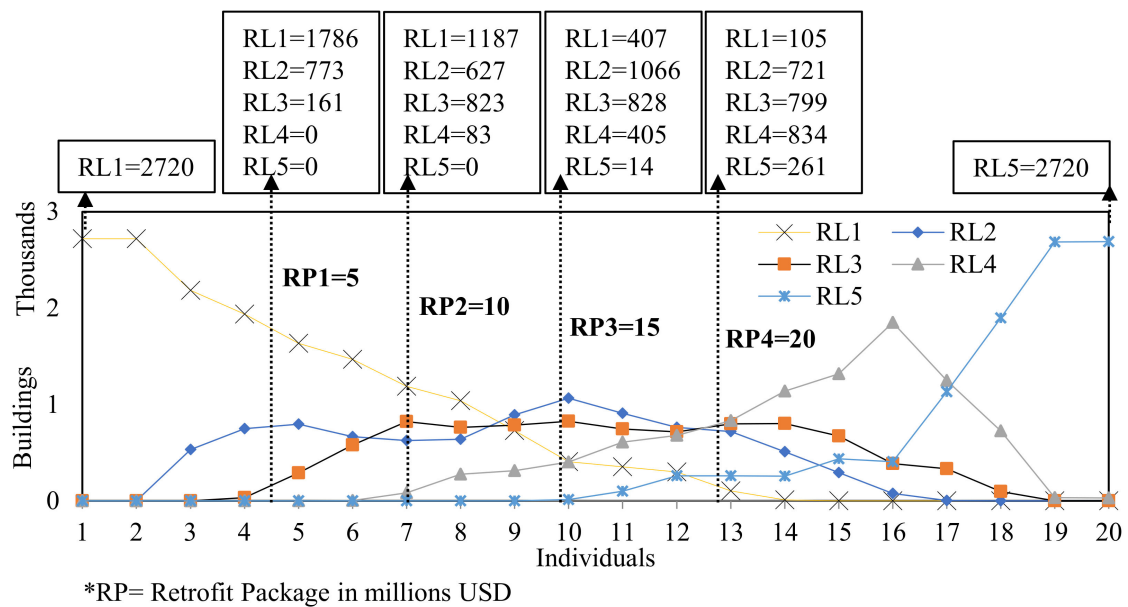 RL1=2720
RL1=1786
RL2=773
RL3=161
RL4=0
RL5=0
RL1=1187
RL2=627
RL3=823
RL4=83
RL5=0
RL1=407
RL2=1066
RL3=828
RL4=405
RL5=14
RL1=105
RL2=721
RL3=799
RL4=834
RL5=261
RL5=2720
Thousands
Buildings
3
2
1
0
RP1=5
RP2=10
RP3=15
RP4=20
RL1 RL2
RL3 RL4
RL5
1 2 3 4 5 6 7 8 9 10 11 12 13 14 15 16 17 18 19 20
Individuals
*RP= Retrofit Package in millions USD